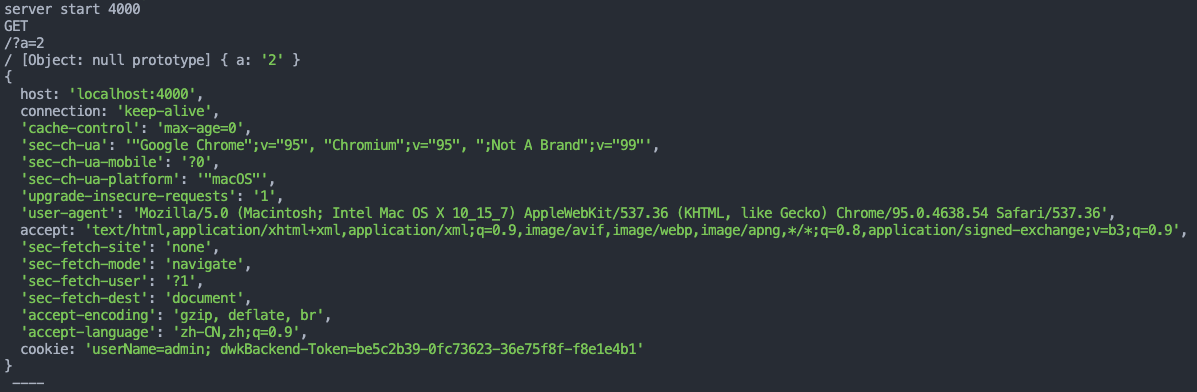 server start 4000
GET
/?a=2
/ [Object: null prototype] { a: '2' }
{
  host: 'localhost:4000',
  connection: 'keep-alive',
  'cache-control': 'max-age=0',
  'sec-ch-ua': '"Google Chrome";v="95", "Chromium";v="95", ";Not A Brand";v="99"',
  'sec-ch-ua-mobile': '?0',
  'sec-ch-ua-platform': '"macOS"',
  'upgrade-insecure-requests': '1',
  'user-agent': 'Mozilla/5.0 (Macintosh; Intel Mac OS X 10_15_7) AppleWebKit/537.36 (KHTML, like Gecko) Chrome/95.0.4638.54 Safari/537.36',
  accept: 'text/html,application/xhtml+xml,application/xml;q=0.9,image/avif,image/webp,image/apng,*/*;q=0.8,application/signed-exchange;v=b3;q=0.9',
  'sec-fetch-site': 'none',
  'sec-fetch-mode': 'navigate',
  'sec-fetch-user': '?1',
  'sec-fetch-dest': 'document',
  'accept-encoding': 'gzip, deflate, br',
  'accept-language': 'zh-CN,zh;q=0.9',
  cookie: 'userName=admin; dwkBackend-Token=be5c2b39-0fc73623-36e75f8f-f8e1e4b1'
}
 ----